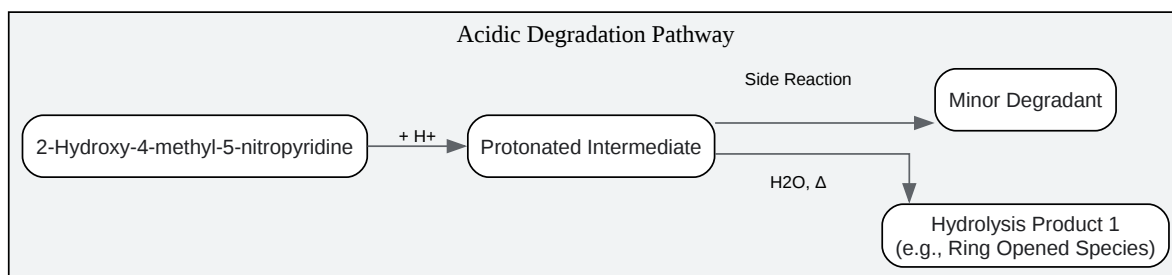 Acidic Degradation Pathway
Side Reaction
Minor Degradant
2-Hydroxy-4-methyl-5-nitropyridine
+ H+
Protonated Intermediate
H2O, Δ
Hydrolysis Product 1
(e.g., Ring Opened Species)